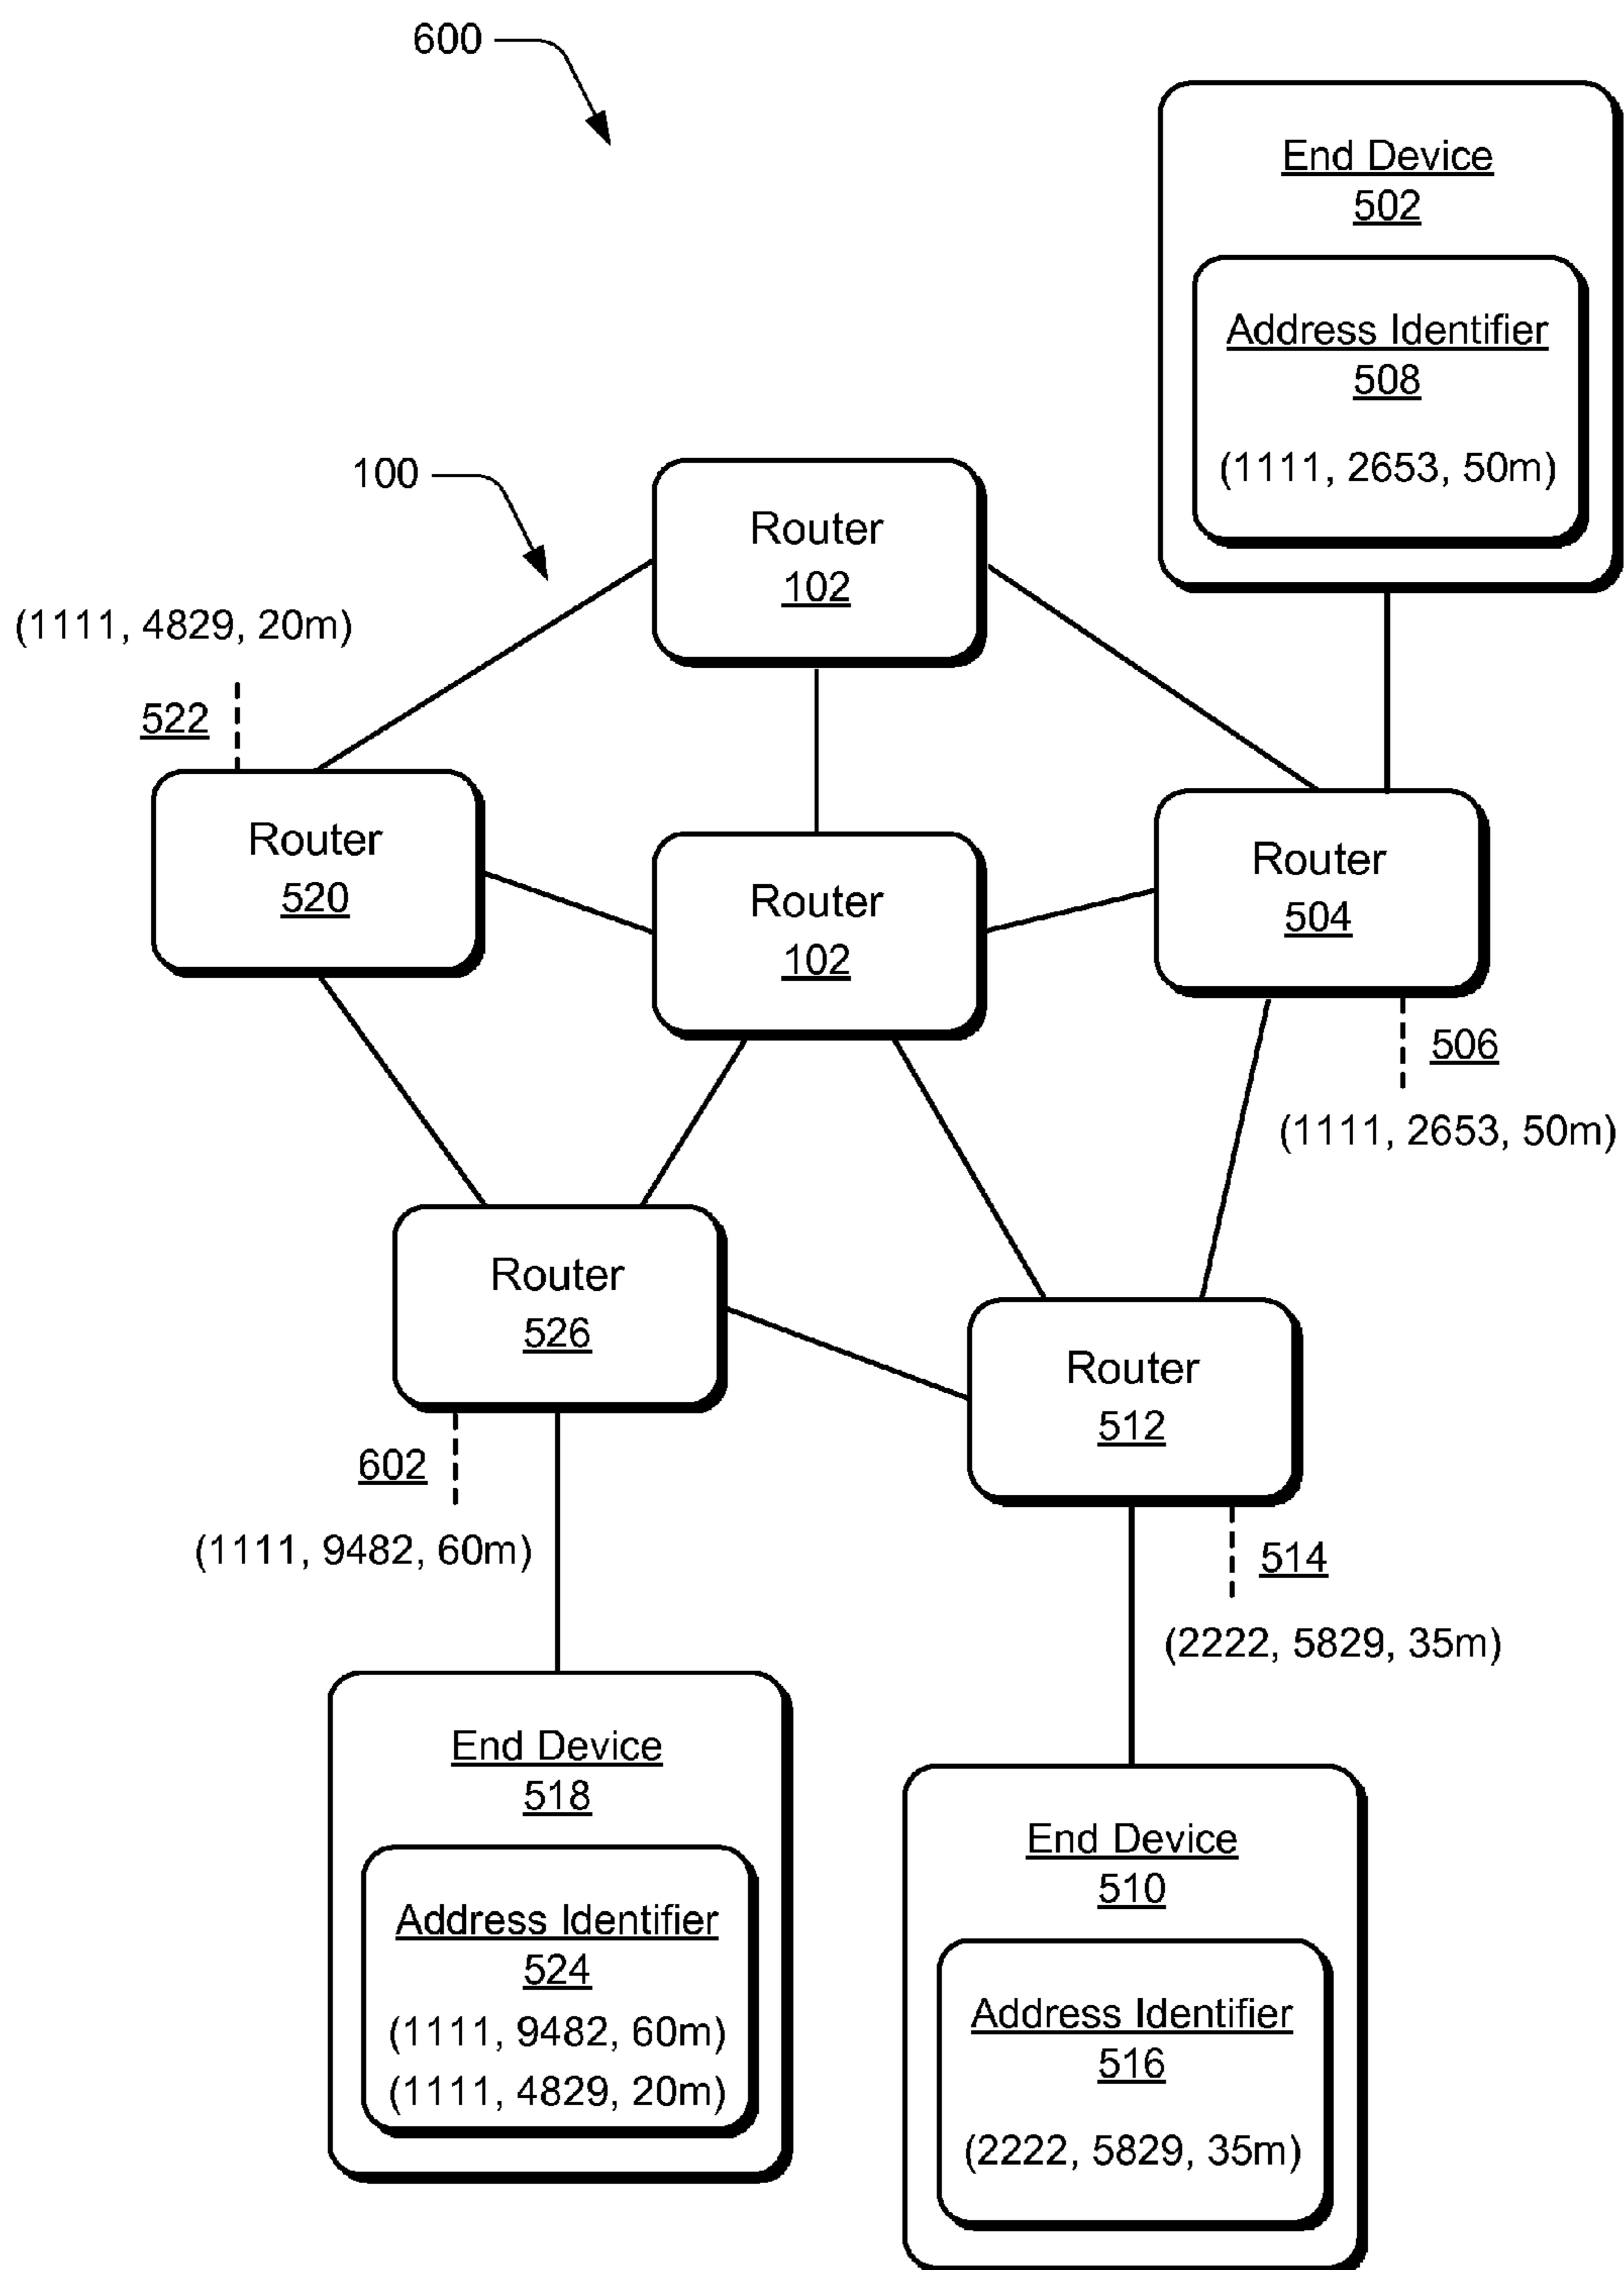 600
End Device
502
Address Identifier
508
(1111, 2653, 50m)
100
Router
102
(1111, 4829, 20m)
522
Router
520
Router
102
Router
504
506
(1111, 2653, 50m)
Router
526
Router
512
602
(1111, 9482, 60m)
514
(2222, 5829, 35m)
End Device
518
Address Identifier
524
(1111, 9482, 60m)
(1111, 4829, 20m)
End Device
510
Address Identifier
516
(2222, 5829, 35m)